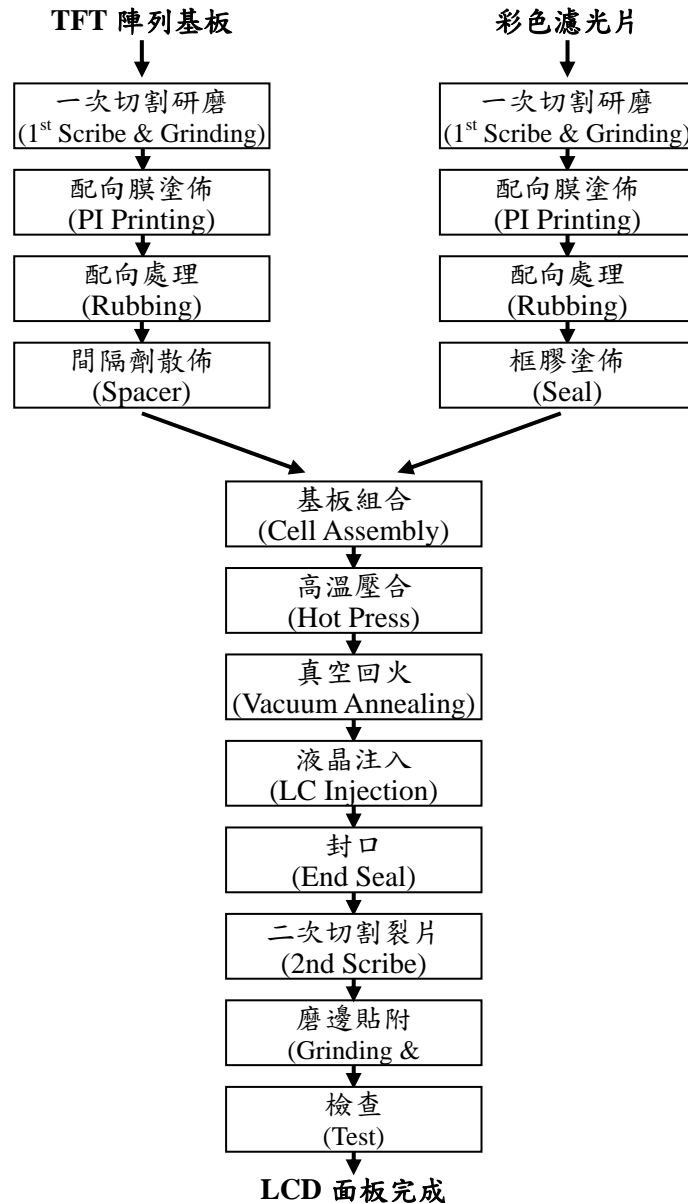 TFT 陣列基板
一次切割研磨
(1st Scribe & Grinding)
配向膜塗佈
(PI Printing)
配向處理
(Rubbing)
間隔劑散佈
(Spacer)
彩色濾光片
一次切割研磨
(1st Scribe & Grinding)
配向膜塗佈
(PI Printing)
配向處理
(Rubbing)
框膠塗佈
(Seal)
基板組合
(Cell Assembly)
高溫壓合
(Hot Press)
真空回火
(Vacuum Annealing)
液晶注入
(LC Injection)
封口
(End Seal)
二次切割裂片
(2nd Scribe)
磨邊貼附
(Grinding &
檢查
(Test)
LCD 面板完成